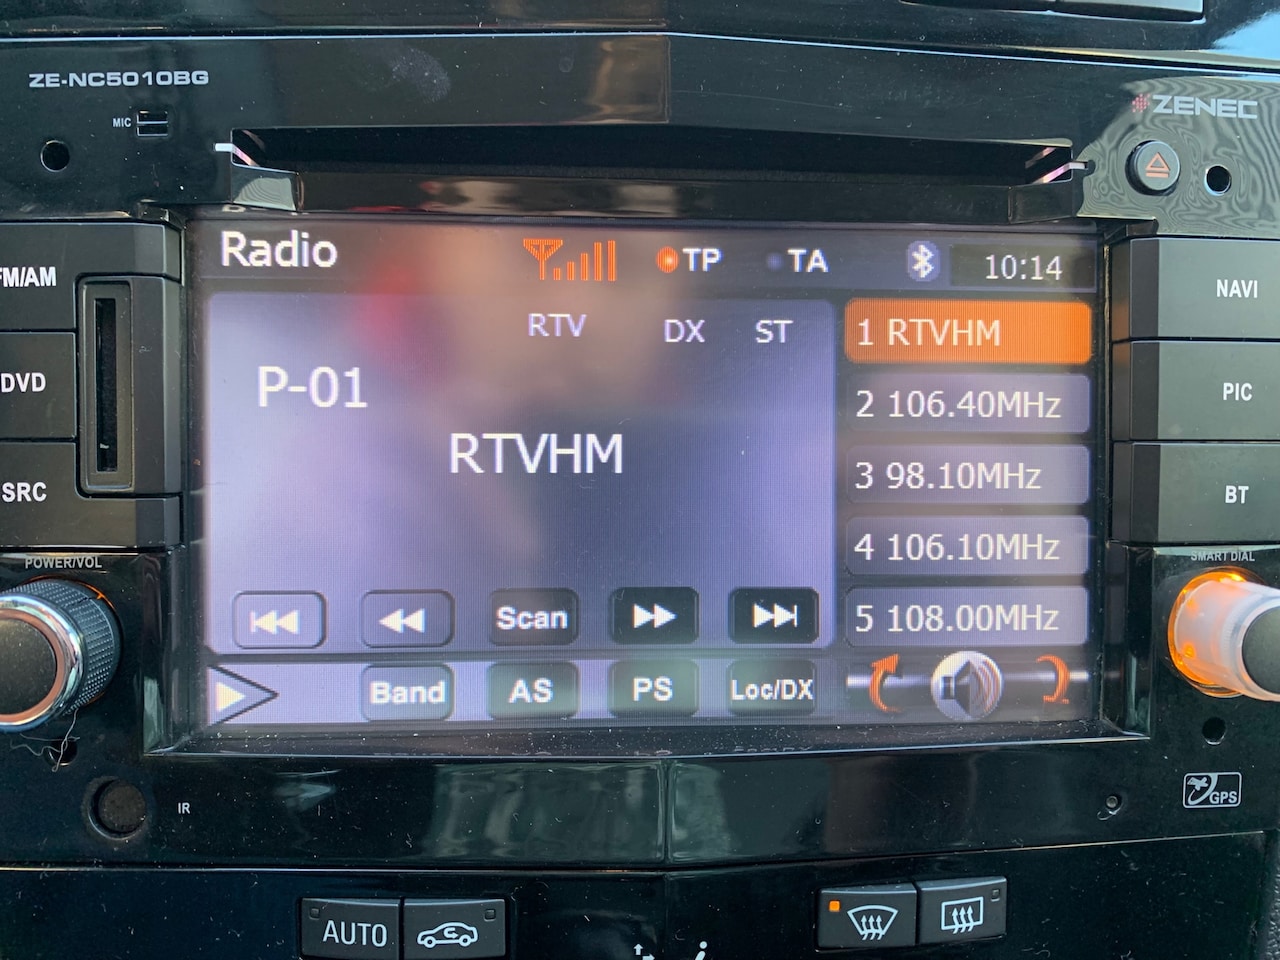 ZE-NC5010BG
MIC
ZENEC
Radio
TP
TA
10:14
RTV
DX
ST
P-01
RTVHM
1 RTVHM
2 106.40MHz
3 98.10MHz
4 106.10MHz
5 108.00MHz
Scan
Band
AS
PS
Loc/DX
FM/AM
DVD
SRC
POWER/VOL
NAVI
PIC
BT
SMART DIAL
IR
GPS
AUTO